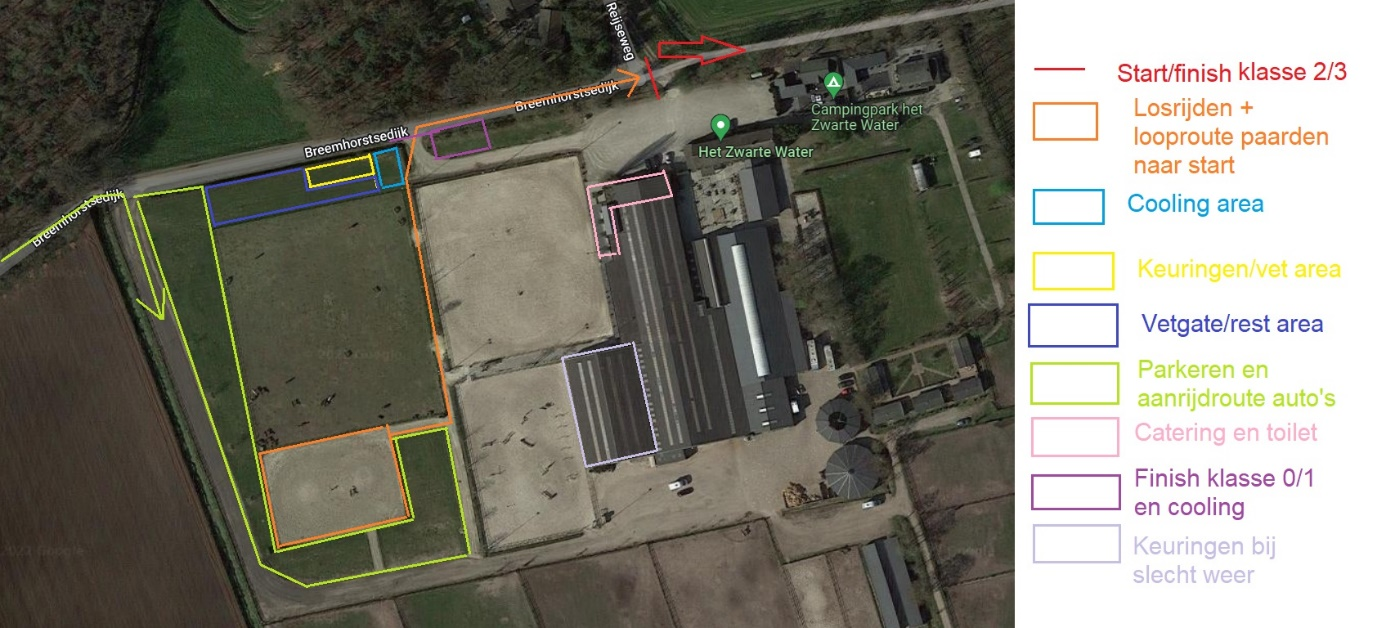 Reijseweg
Breemhorstsedijk
Campingpark het
Zwarte Water
Breemhorstsedijk
Het Zwarte Water
Breemhorstsedijk
Start/finish klasse 2/3
Losrijden +
looproute paarden
naar start
Cooling area
Keuringen/vet area
Vetgate/rest area
Parkeren en
aanrijdroute auto's
Catering en toilet
Finish klasse 0/1
en cooling
Keuringen bij
slecht weer